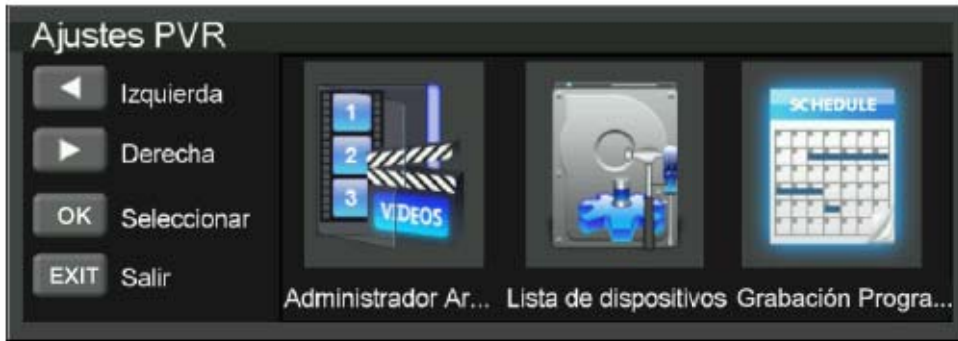 Ajustes PVR
Izquierda
Derecha
OK Seleccionar
EXIT Salir
1
2
3
VIDEOS
SCHEDULE
Administrador Ar... Lista de dispositivos Grabación Progra...